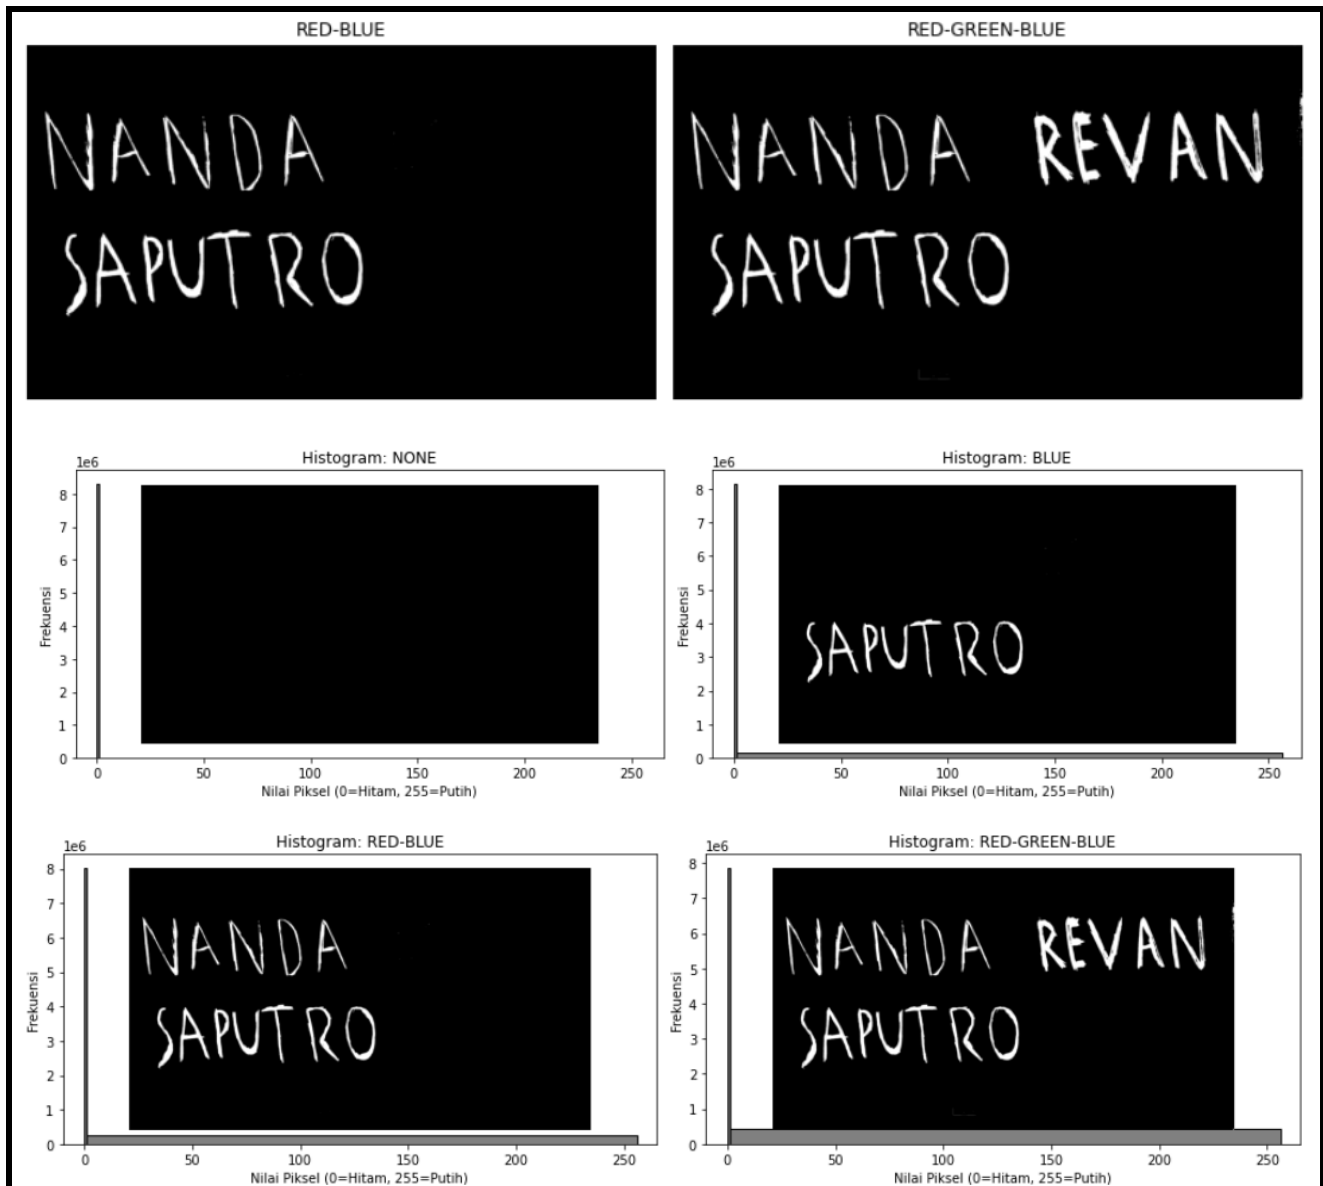 RED-BLUE
RED-GREEN-BLUE
NANDA
SAPUTRO
NANDA REVAN
SAPUTRO
Histogram: NONE
1e6
8
7
6
5
4
3
2
1
0
Frekuensi
0 50 100 150 200 250
Nilai Piksel (0=Hitam, 255=Putih)
Histogram: BLUE
1e6
8
7
6
5
4
3
2
1
0
Frekuensi
SAPUTRO
0 50 100 150 200 250
Nilai Piksel (0=Hitam, 255=Putih)
Histogram: RED-BLUE
1e6
8
7
6
5
4
3
2
1
0
Frekuensi
NANDA
SAPUTRO
0 50 100 150 200 250
Nilai Piksel (0=Hitam, 255=Putih)
Histogram: RED-GREEN-BLUE
1e6
8
7
6
5
4
3
2
1
0
Frekuensi
NANDA REVAN
SAPUTRO
0 50 100 150 200 250
Nilai Piksel (0=Hitam, 255=Putih)